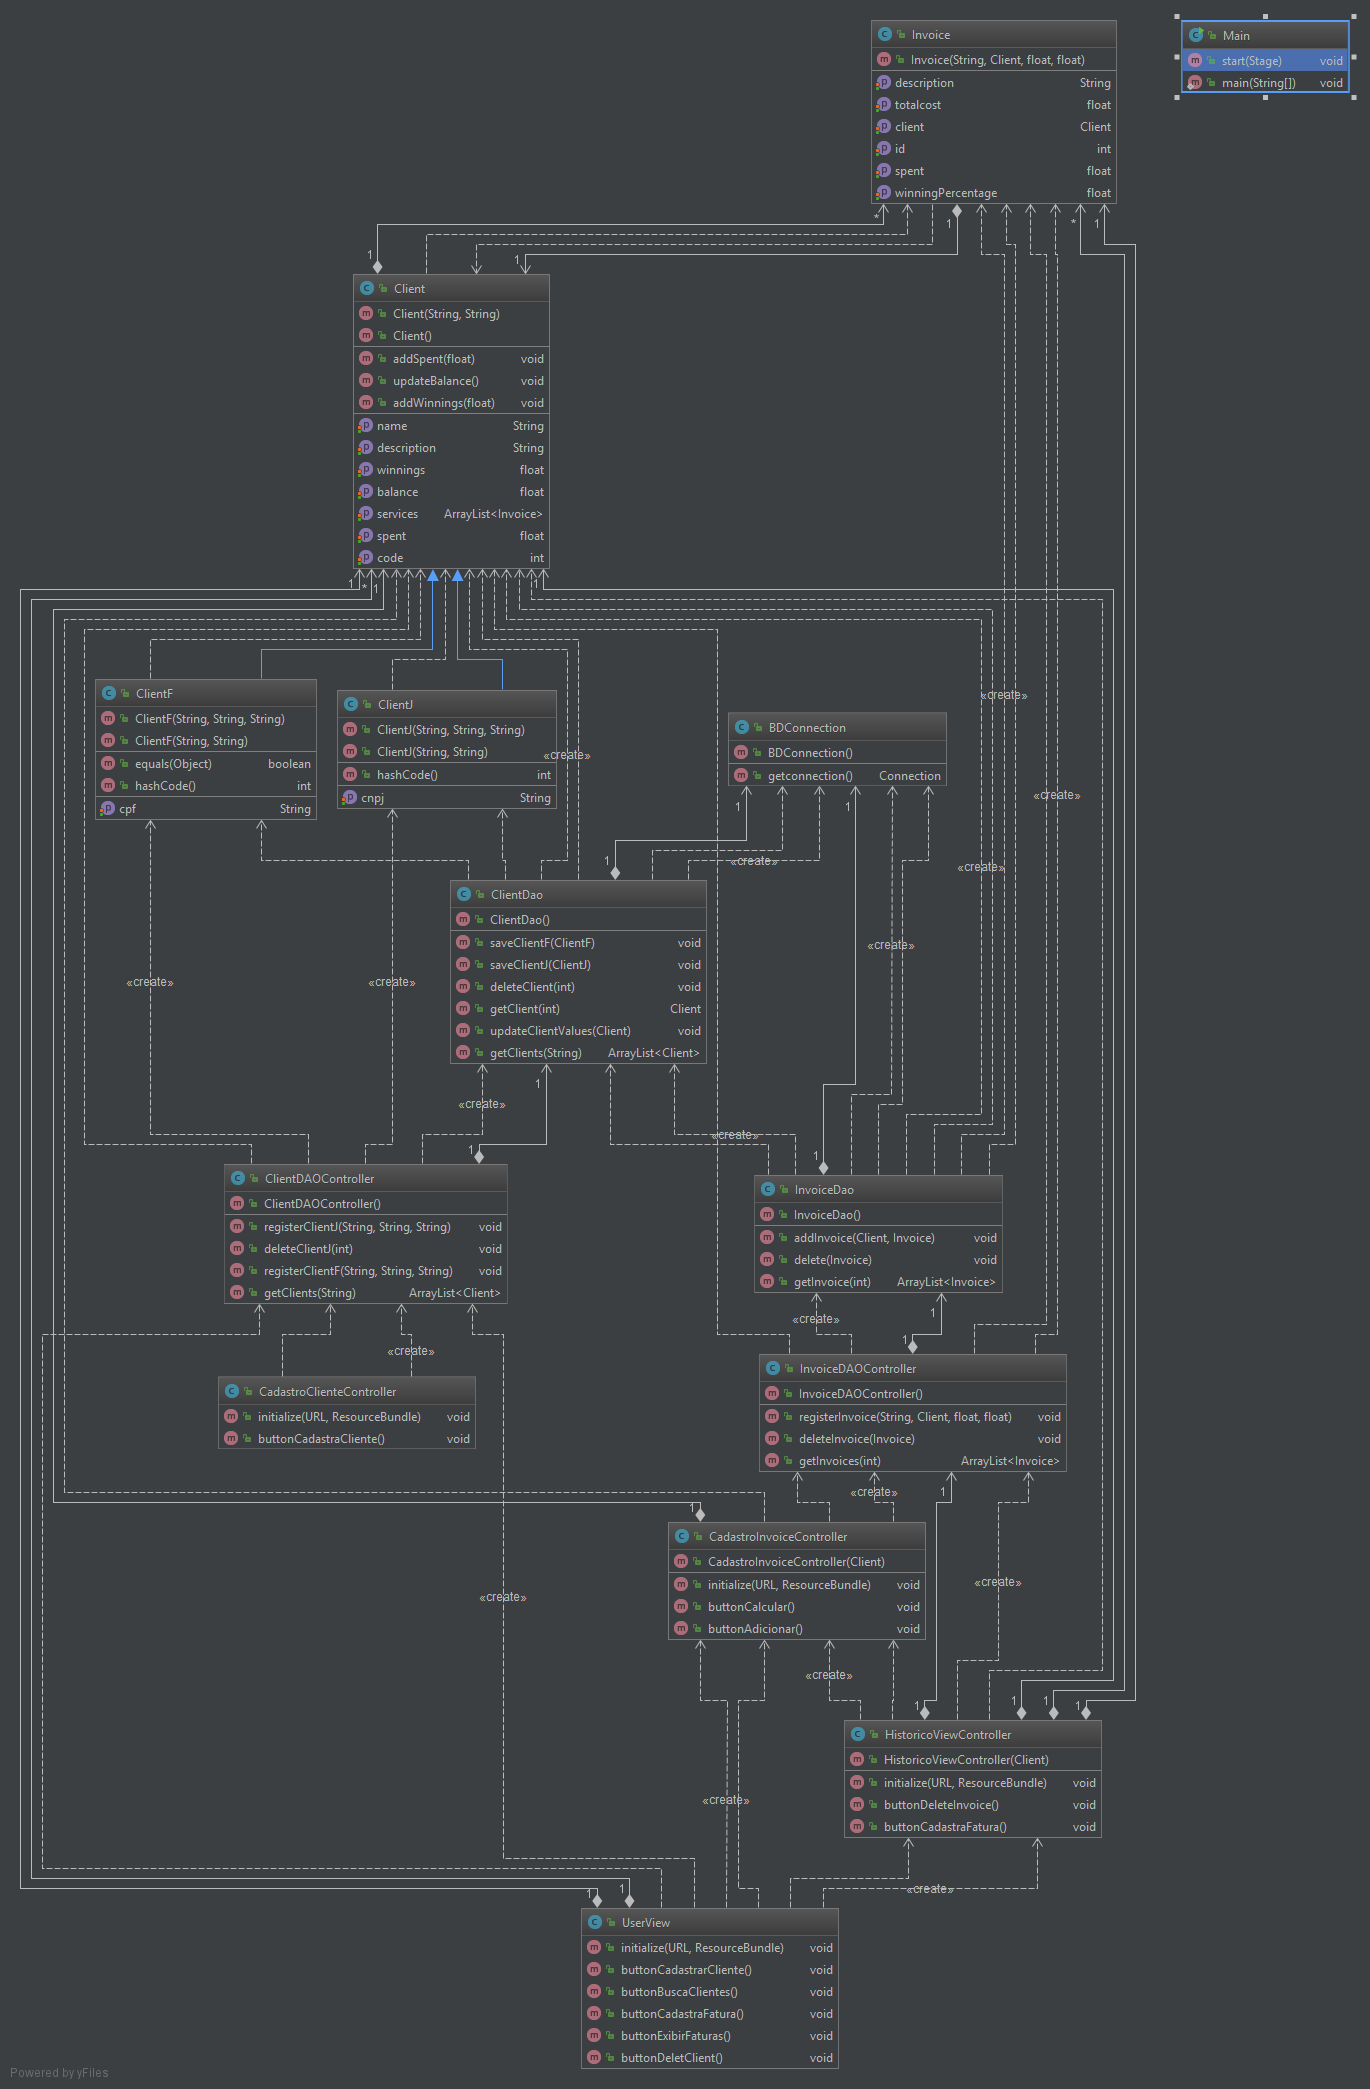 Invoice
Invoice(String, Client, float, float)
description String
totalcost float
client Client
id int
spent float
winningPercentage float
Main
start(Stage) void
main(String[]) void
* 1 * 1
1 1
Client
Client(String, String)
Client()
addSpent(float) void
updateBalance() void
addWinnings(float) void
name String
description String
winnings float
balance float
services ArrayList<Invoice>
spent float
code int
1 * 1 1
«create»
ClientF
ClientF(String, String, String)
ClientF(String, String)
equals(Object) boolean
hashCode() int
cpf String
ClientJ
ClientJ(String, String, String)
ClientJ(String, String)
hashCode() int
cnpj String
«create»
BDConnection
BDConnection()
getconnection() Connection
«create»
1 1
1 «create» «create»
ClientDao
ClientDao()
saveClientF(ClientF) void
saveClientJ(ClientJ) void
deleteClient(int) void
getClient(int) Client
updateClientValues(Client) void
getClients(String) ArrayList<Client>
«create»
«create» «create»
1
«create»
«create»
1 1
ClientDAOController
ClientDAOController()
registerClientJ(String, String, String) void
deleteClientJ(int) void
registerClientF(String, String, String) void
getClients(String) ArrayList<Client>
InvoiceDao
InvoiceDao()
addInvoice(Client, Invoice) void
delete(Invoice) void
getInvoice(int) ArrayList<Invoice>
«create» 1
1
«create»
CadastroClienteController
initialize(URL, ResourceBundle) void
buttonCadastraCliente() void
InvoiceDAOController
InvoiceDAOController()
registerInvoice(String, Client, float, float) void
deleteInvoice(Invoice) void
getInvoices(int) ArrayList<Invoice>
«create» 1
1
CadastroInvoiceController
CadastroInvoiceController(Client)
initialize(URL, ResourceBundle) void
buttonCalcular() void
buttonAdicionar() void
«create»
«create»
«create»
1 1 1 1
HistoricoViewController
HistoricoViewController(Client)
initialize(URL, ResourceBundle) void
buttonDeleteInvoice() void
buttonCadastraFatura() void
«create»
«create»
1 1
UserView
initialize(URL, ResourceBundle) void
buttonCadastrarCliente() void
buttonBuscaClientes() void
buttonCadastraFatura() void
buttonExibirFaturas() void
buttonDeletClient() void
Powered by yFiles